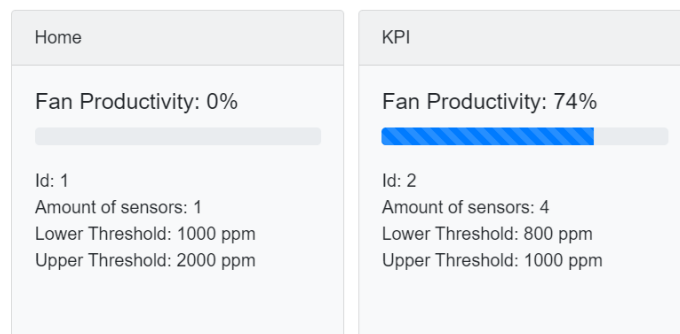 Home
Fan Productivity: 0%
Id: 1
Amount of sensors: 1
Lower Threshold: 1000 ppm
Upper Threshold: 2000 ppm
KPI
Fan Productivity: 74%
Id: 2
Amount of sensors: 4
Lower Threshold: 800 ppm
Upper Threshold: 1000 ppm